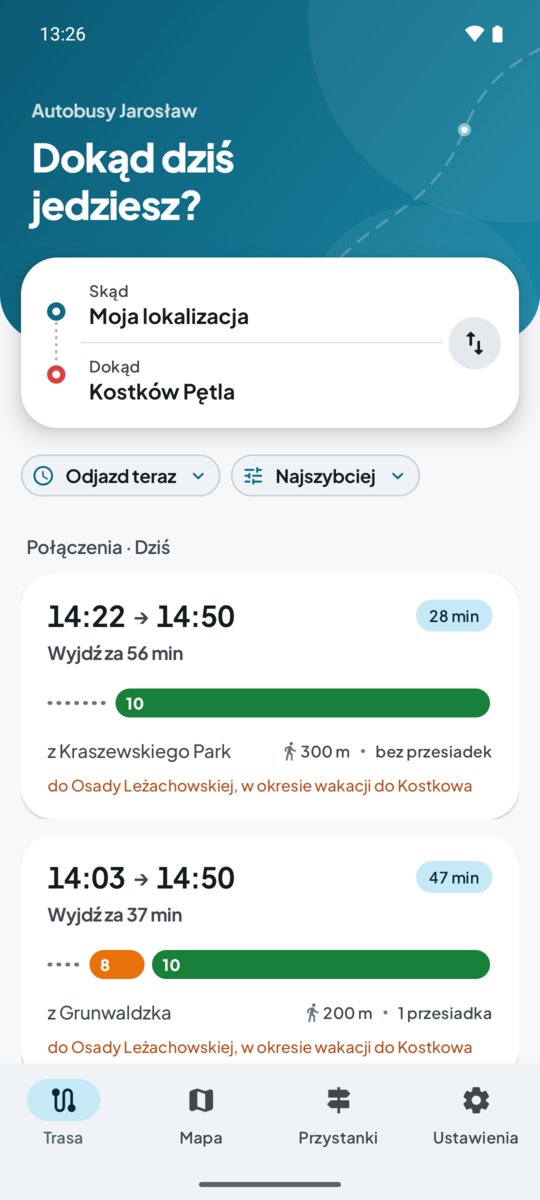 13:26
Autobusy Jarosław
Dokąd dziś
jedziesz?
Skąd
Moja lokalizacja
Dokąd
Kostków Pętla
Odjazd teraz
Najszybciej
Połączenia · Dziś
14:22 → 14:50
28 min
Wyjdź za 56 min
10
z Kraszewskiego Park
300 m • bez przesiadek
do Osady Leżachowskiej, w okresie wakacji do Kostkowa
14:03 → 14:50
47 min
Wyjdź za 37 min
8
10
z Grunwaldzka
200 m • 1 przesiadka
do Osady Leżachowskiej, w okresie wakacji do Kostkowa
Trasa
Mapa
Przystanki
Ustawienia